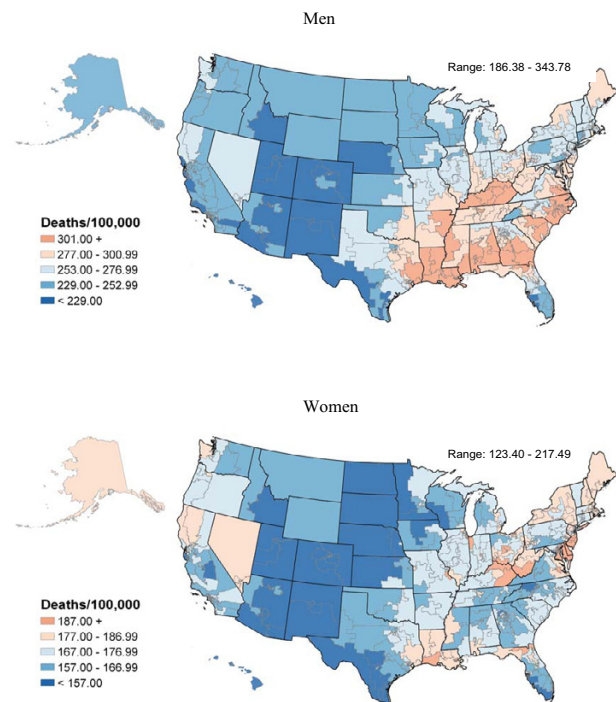 Men
Range: 186.38 - 343.78
Deaths/100,000
301.00 +
277.00 - 300.99
253.00 - 276.99
229.00 - 252.99
< 229.00
Women
Range: 123.40 - 217.49
Deaths/100,000
187.00 +
177.00 - 186.99
167.00 - 176.99
157.00 - 166.99
< 157.00